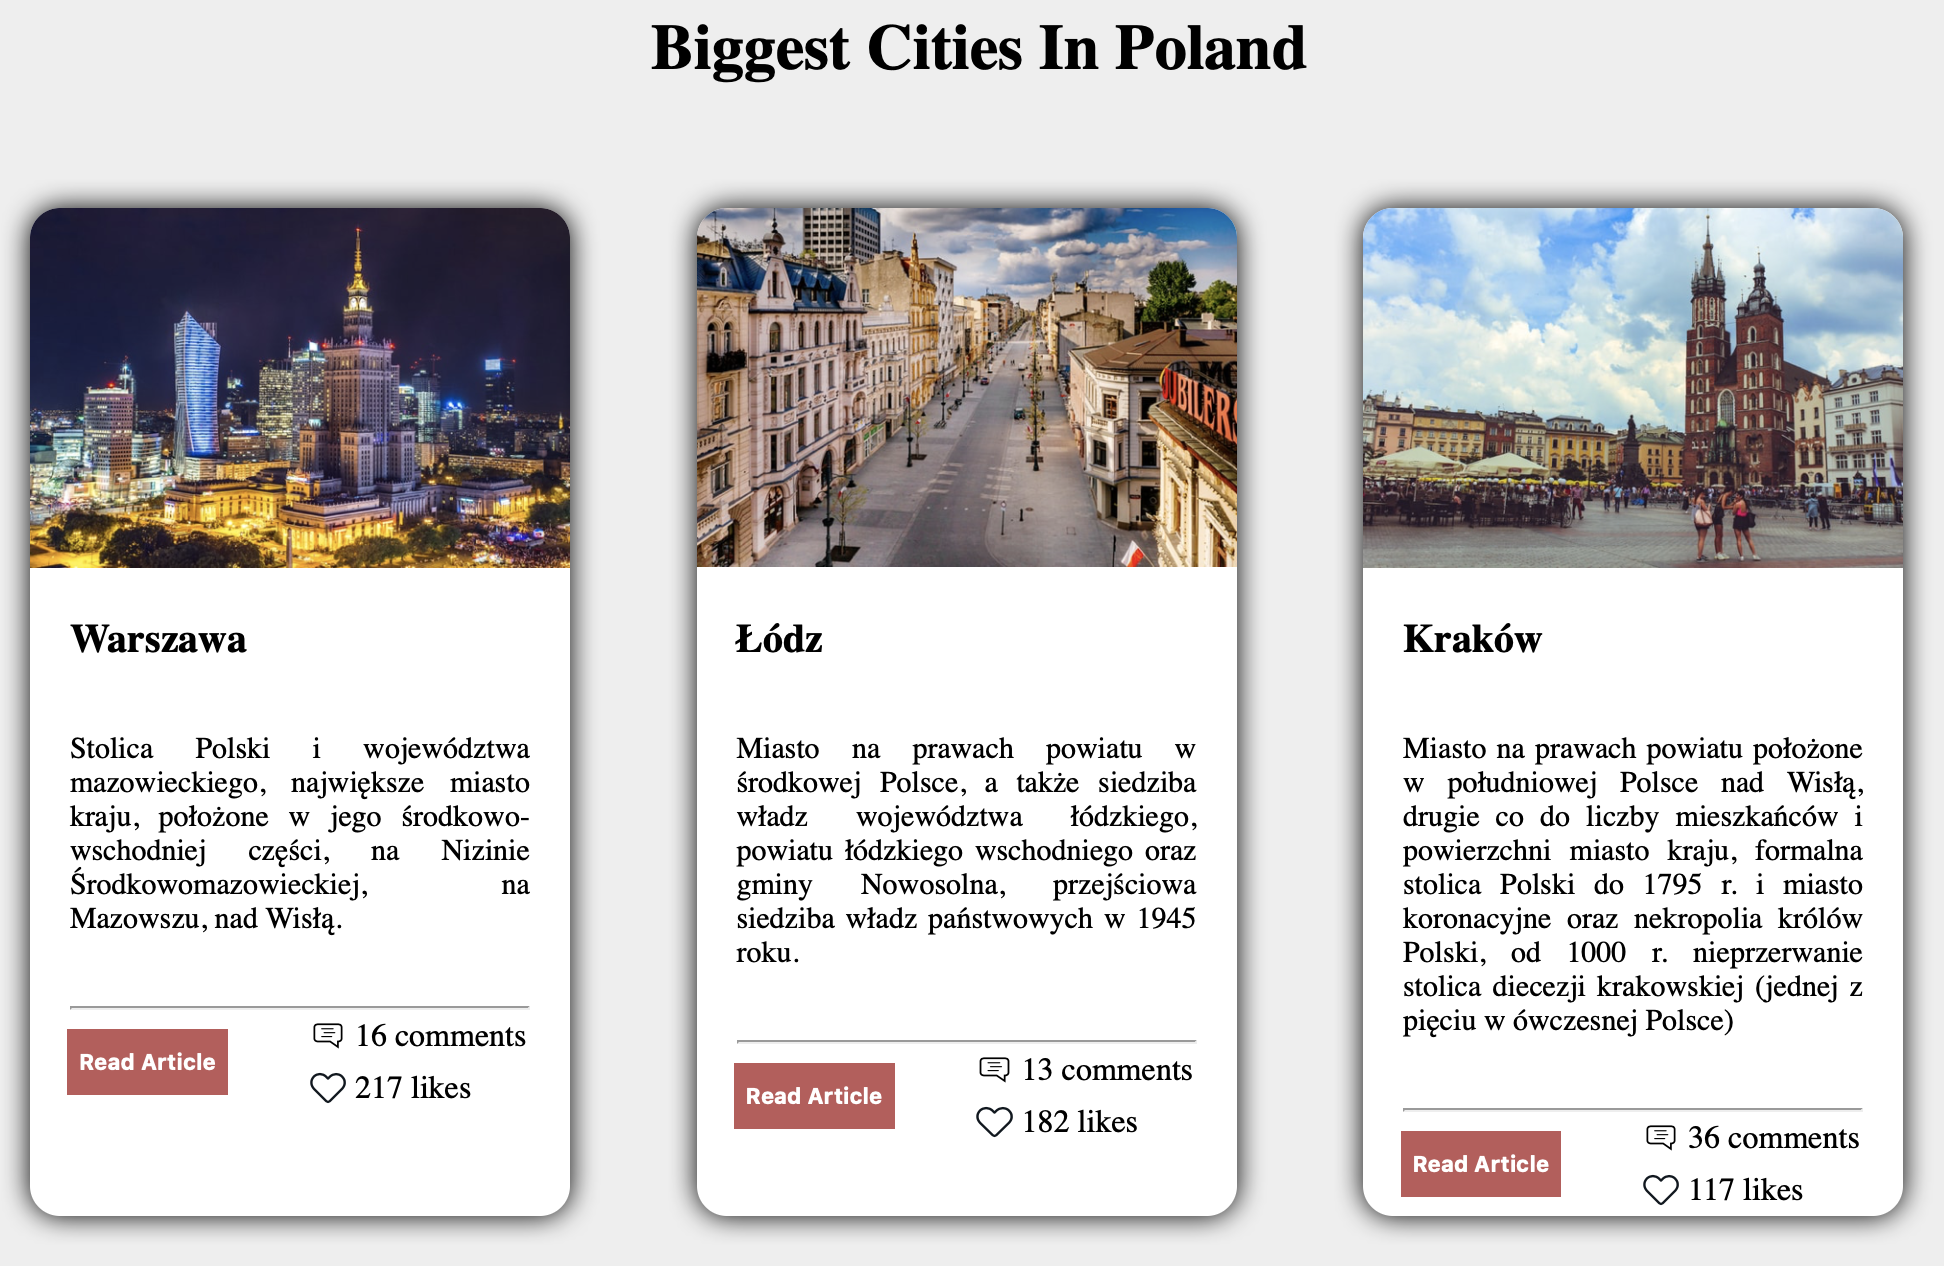 Biggest Cities In Poland
JUBILERS
Warszawa
Stolica Polski i województwa
mazowieckiego, największe miasto
kraju, położone w jego środkowo-
wschodniej części, na Nizinie
Środkowomazowieckiej, na
Mazowszu, nad Wisłą.
Read Article
16 comments
217 likes
Łódz
Miasto na prawach powiatu w
środkowej Polsce, a także siedziba
władz województwa łódzkiego,
powiatu łódzkiego wschodniego oraz
gminy Nowosolna, przejściowa
siedziba władz państwowych w 1945
roku.
Read Article
13 comments
182 likes
Kraków
Miasto na prawach powiatu położone
w południowej Polsce nad Wisłą,
drugie co do liczby mieszkańców i
powierzchni miasto kraju, formalna
stolica Polski do 1795 r. i miasto
koronacyjne oraz nekropolia królów
Polski, od 1000 r. nieprzerwanie
stolica diecezji krakowskiej (jednej z
pięciu w ówczesnej Polsce)
Read Article
36 comments
117 likes